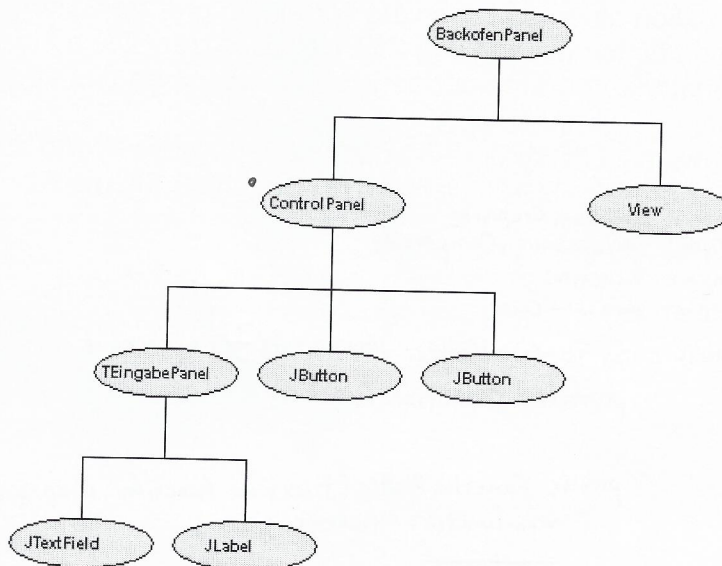 BackofenPanel
ControlPanel
View
TEingabePanel
JButton
JButton
JTextField
JLabel